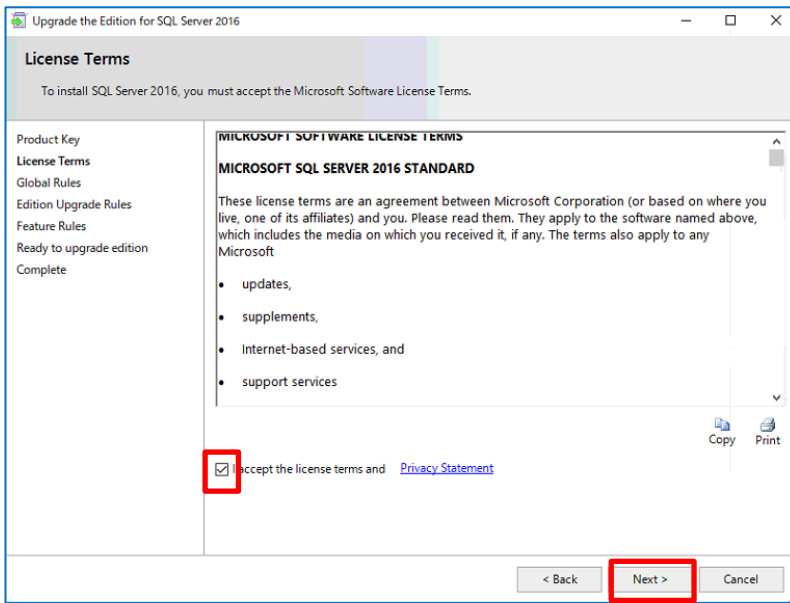 Upgrade the Edition for SQL Server 2016
License Terms
To install SQL Server 2016, you must accept the Microsoft Software License Terms.
Product Key
License Terms
Global Rules
Edition Upgrade Rules
Feature Rules
Ready to upgrade edition
Complete
MICROSOFT SOFTWARE LICENSE TERMS
MICROSOFT SQL SERVER 2016 STANDARD
These license terms are an agreement between Microsoft Corporation (or based on where you
live, one of its affiliates) and you. Please read them. They apply to the software named above,
which includes the media on which you received it, if any. The terms also apply to any
Microsoft
• updates,
• supplements,
• Internet-based services, and
• support services
Copy Print
I accept the license terms and Privacy Statement
< Back Next > Cancel